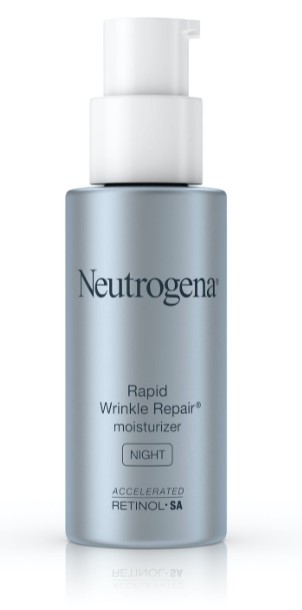 Neutrogena®
Rapid
Wrinkle Repair®
moisturizer
NIGHT
ACCELERATED
RETINOL•SA